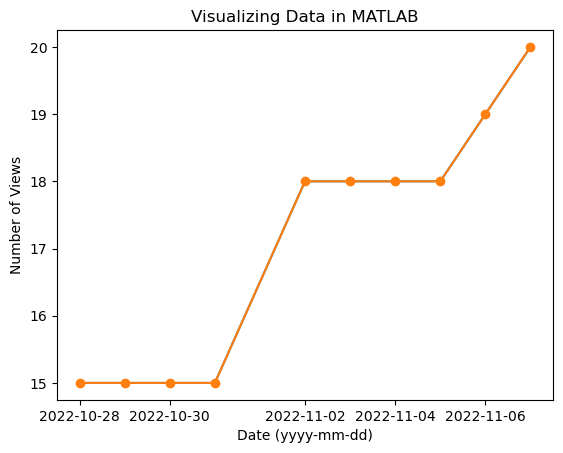 Visualizing Data in MATLAB
20
19
18
17
16
15
Number of Views
2022-10-28 2022-10-30 2022-11-02 2022-11-04 2022-11-06
Date (yyyy-mm-dd)